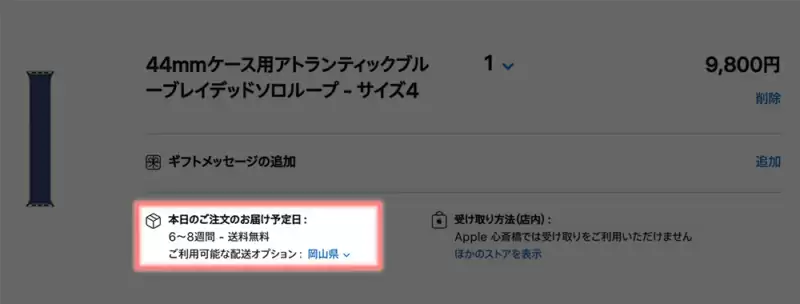 44mmケース用アトランティックブル
ーブレイデッドソロループ - サイズ4
1
9,800円
削除
ギフトメッセージの追加
追加
本日のご注文のお届け予定日：
6〜8週間 - 送料無料
ご利用可能な配送オプション： 岡山県
受け取り方法（店内）：
Apple 心斎橋では受け取りをご利用いただけません
ほかのストアを表示